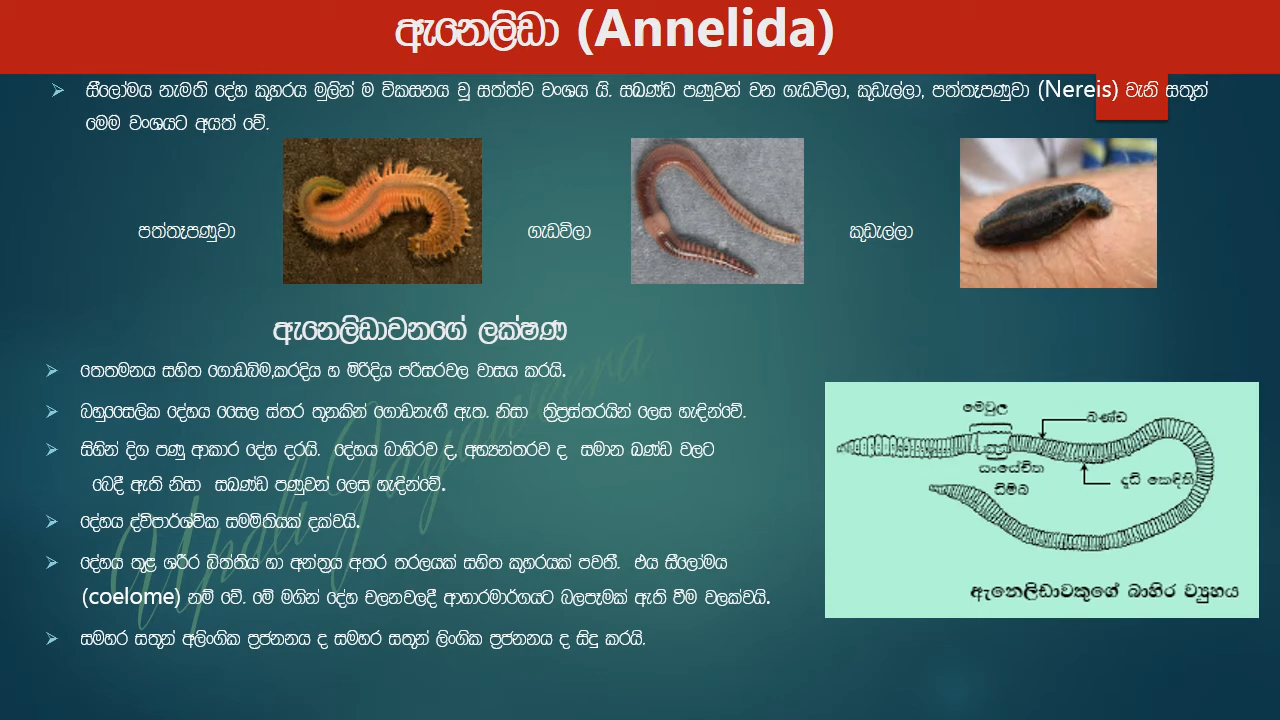 ඇනෙලිඩා (Annelida)
සීලෝමය නැමති දේහ කුහරය මුලින් ම විකසනය වූ සත්ත්ව වංශය යි. සඛණ්ඩ පණුවන් වන ගැඩවිලා, කුඩැල්ලා, පත්තෑපණුවා (Nereis) වැනි සතුන්
මෙම වංශයට අයත් වේ.
පත්තෑපණුවා
ගැඩවිලා
කුඩැල්ලා
ඇනෙලිඩාවන්ගේ ලක්ෂණ
තෙතමනය සහිත ගොඩබිම,කරදිය හ මිරිදිය පරිසරවල වාසය කරයි.
බහුසෛලික දේහය සෛල ස්තර තුනකින් ගොඩනැඟී ඇත. නිසා ත්‍රිප්‍රස්තරයින් ලෙස හැඳින්වේ.
සිහින් දිග පණු ආකාර දේහ දරයි. දේහය බාහිරව ද, අභ්‍යන්තරව ද සමාන ඛණ්ඩ වලට
බෙදී ඇති නිසා සඛණ්ඩ පණුවන් ලෙස හැඳින්වේ.
දේහය ද්විපාර්ශ්වික සමමිතියක් දක්වයි.
දේහය තුළ ශරීර බිත්තිය හා අන්ත්‍රය අතර තරලයක් සහිත කුහරයක් පවතී. එය සීලෝමය
(coelome) නම් වේ. මේ මගින් දේහ චලනවලදී ආහාරමාර්ගයට බලපෑමක් ඇති වීම වලක්වයි.
සමහර සතුන් අලිංගික ප්‍රජනනය ද සමහර සතුන් ලිංගික ප්‍රජනනය ද සිදු කරයි.
මේවුල
ඛණ්ඩ
සංයේචිත
ඩිම්බ
දෘඩි කෙඳිති
ඇනෙලිඩාවකුගේ බාහිර ව්‍යුහය
Upali Jayaweera